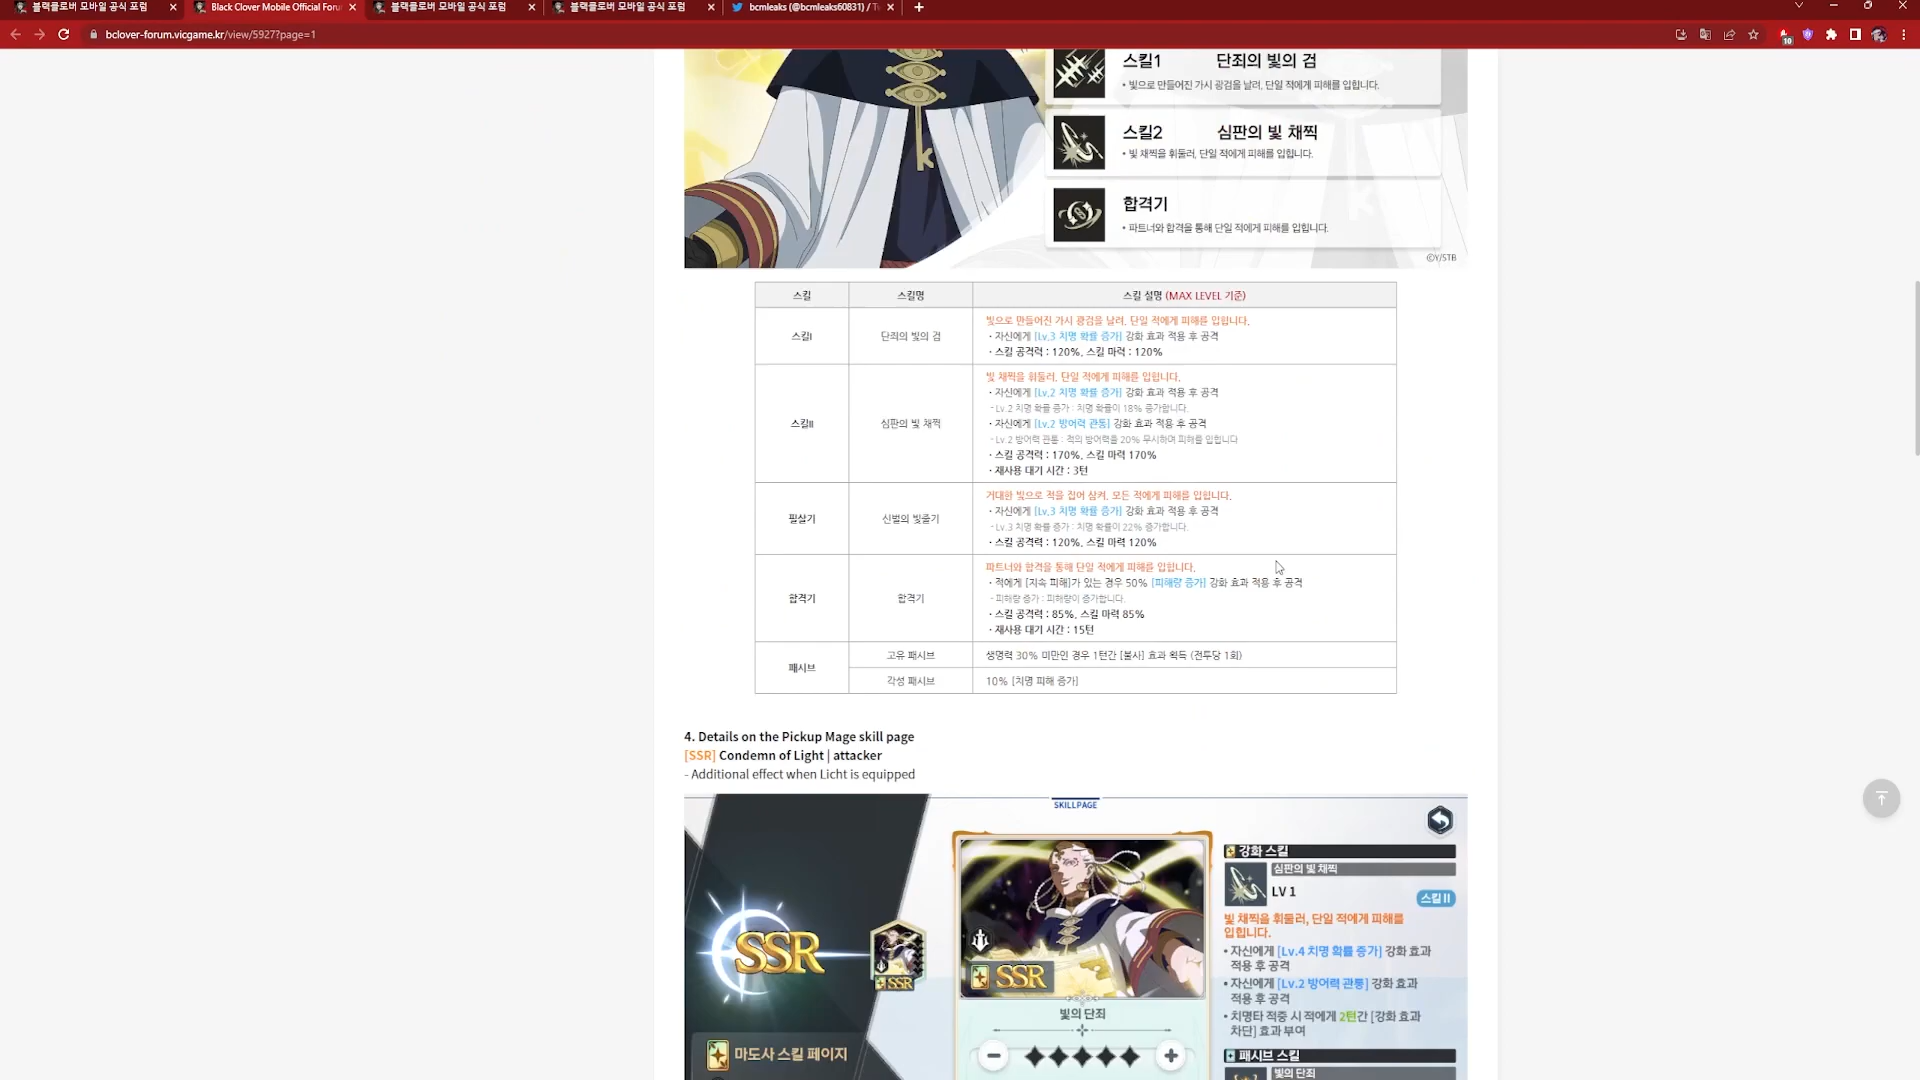 블랙클로버 모바일 공식 포럼
Black Clover Mobile Official Foru
블랙클로버 모바일 공식 포럼
블랙클로버 모바일 공식 포럼
bcmleaks (@bcmleaks60831) / T
bclover-forum.vicgame.kr/view/5927?page=1
10
스킬1 단죄의 빛의 검
• 빛으로 만들어진 가시 광검을 날려, 단일 적에게 피해를 입힙니다.
스킬2 심판의 빛 채찍
• 빛 채찍을 휘둘러, 단일 적에게 피해를 입힙니다.
합격기
• 파트너와 합격을 통해 단일 적에게 피해를 입힙니다.
©Y/STB
스킬 스킬명 스킬 설명 (MAX LEVEL 기준)
스킬I 단죄의 빛의 검
빛으로 만들어진 가시 광검을 날려, 단일 적에게 피해를 입힙니다.
· 자신에게 [Lv.3 치명 확률 증가] 강화 효과 적용 후 공격
· 스킬 공격력 : 120%, 스킬 마력 : 120%
스킬II 심판의 빛 채찍
빛 채찍을 휘둘러, 단일 적에게 피해를 입힙니다.
· 자신에게 [Lv.2 치명 확률 증가] 강화 효과 적용 후 공격
- Lv.2 치명 확률 증가 : 치명 확률이 18% 증가합니다.
· 자신에게 [Lv.2 방어력 관통] 강화 효과 적용 후 공격
- Lv.2 방어력 관통 : 적의 방어력을 20% 무시하며 피해를 입힙니다
· 스킬 공격력 : 170%, 스킬 마력 170%
· 재사용 대기 시간 : 3턴
필살기 신벌의 빛줄기
거대한 빛으로 적을 집어 삼켜, 모든 적에게 피해를 입힙니다.
· 자신에게 [Lv.3 치명 확률 증가] 강화 효과 적용 후 공격
- Lv.3 치명 확률 증가 : 치명 확률이 22% 증가합니다.
· 스킬 공격력 : 120%, 스킬 마력 120%
합격기 합격기
파트너와 합격을 통해 단일 적에게 피해를 입힙니다.
· 적에게 [지속 피해]가 있는 경우 50% [피해량 증가] 강화 효과 적용 후 공격
- 피해량 증가 : 피해량이 증가합니다.
· 스킬 공격력 : 85%, 스킬 마력 85%
· 재사용 대기 시간 : 15턴
패시브
고유 패시브 생명력 30% 미만인 경우 1턴간 [불사] 효과 획득 (전투당 1회)
각성 패시브 10% [치명 피해 증가]
4. Details on the Pickup Mage skill page
[SSR] Condemn of Light | attacker
- Additional effect when Licht is equipped
SKILLPAGE
SSR
SSR
SSR
마도사 스킬 페이지
빛의 단죄
강화 스킬
심판의 빛 채찍
LV 1
스킬 II
빛 채찍을 휘둘러, 단일 적에게 피해를
입힙니다.
• 자신에게 [Lv.4 치명 확률 증가] 강화 효과
적용 후 공격
• 자신에게 [Lv.2 방어력 관통] 강화 효과
적용 후 공격
• 치명타 적중 시 적에게 2턴간 [강화 효과
차단] 효과 부여
패시브 스킬
빛의 단죄